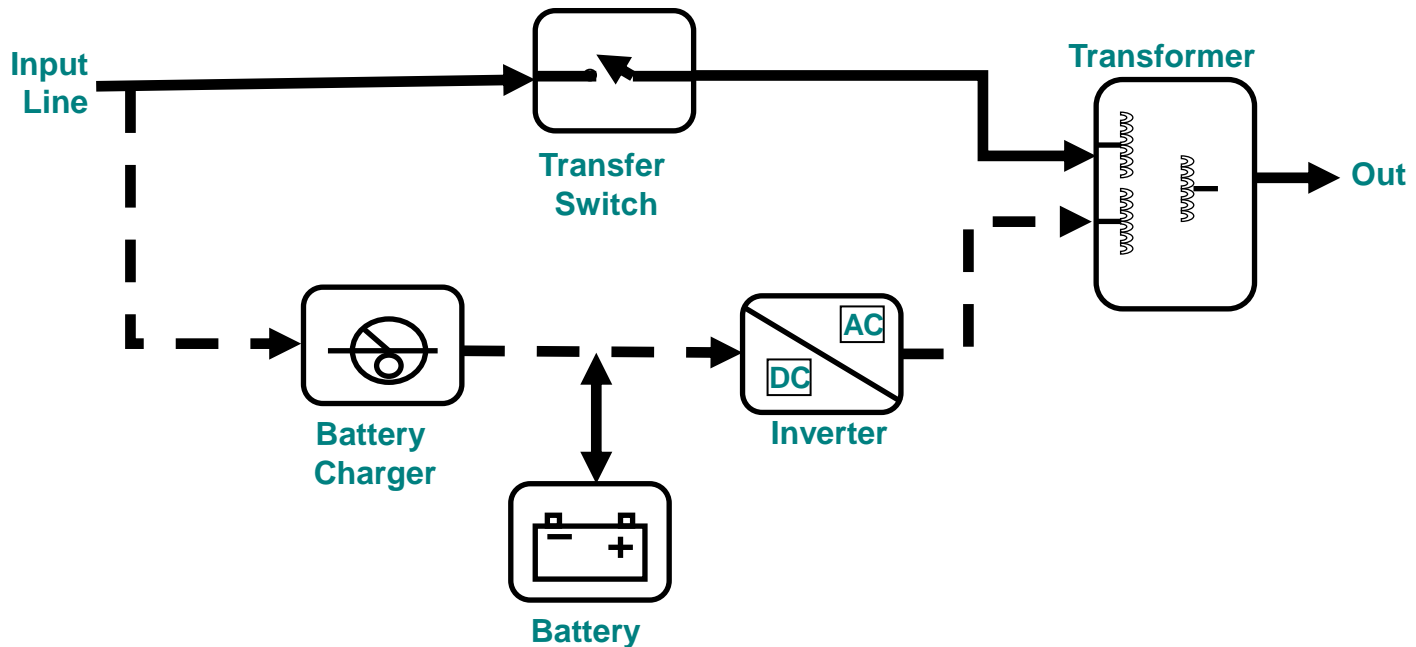 Input
Line
Transfer
Switch
Transformer
Out
Battery
Charger
AC
DC
Inverter
Battery